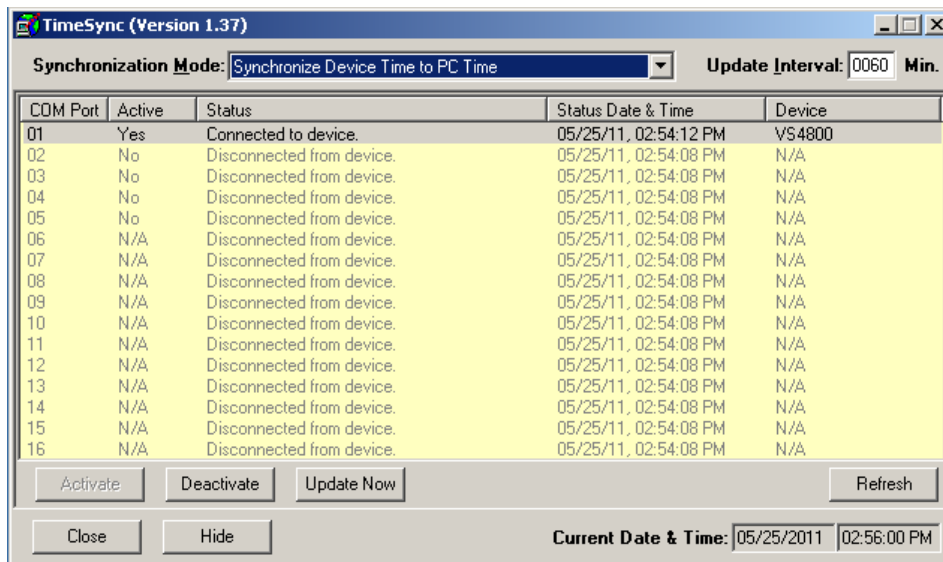 TimeSync (Version 1.37)
Synchronization Mode: Synchronize Device Time to PC Time Update Interval: 0060 Min.
COM Port Active Status Status Date & Time Device
01 Yes Connected to device. 05/25/11, 02:54:12 PM VS4800
02 No Disconnected from device. 05/25/11, 02:54:08 PM N/A
03 No Disconnected from device. 05/25/11, 02:54:08 PM N/A
04 No Disconnected from device. 05/25/11, 02:54:08 PM N/A
05 No Disconnected from device. 05/25/11, 02:54:08 PM N/A
06 N/A Disconnected from device. 05/25/11, 02:54:08 PM N/A
07 N/A Disconnected from device. 05/25/11, 02:54:08 PM N/A
08 N/A Disconnected from device. 05/25/11, 02:54:08 PM N/A
09 N/A Disconnected from device. 05/25/11, 02:54:08 PM N/A
10 N/A Disconnected from device. 05/25/11, 02:54:08 PM N/A
11 N/A Disconnected from device. 05/25/11, 02:54:08 PM N/A
12 N/A Disconnected from device. 05/25/11, 02:54:08 PM N/A
13 N/A Disconnected from device. 05/25/11, 02:54:08 PM N/A
14 N/A Disconnected from device. 05/25/11, 02:54:08 PM N/A
15 N/A Disconnected from device. 05/25/11, 02:54:08 PM N/A
16 N/A Disconnected from device. 05/25/11, 02:54:08 PM N/A
Activate Deactivate Update Now Refresh
Close Hide Current Date & Time: 05/25/2011 02:56:00 PM